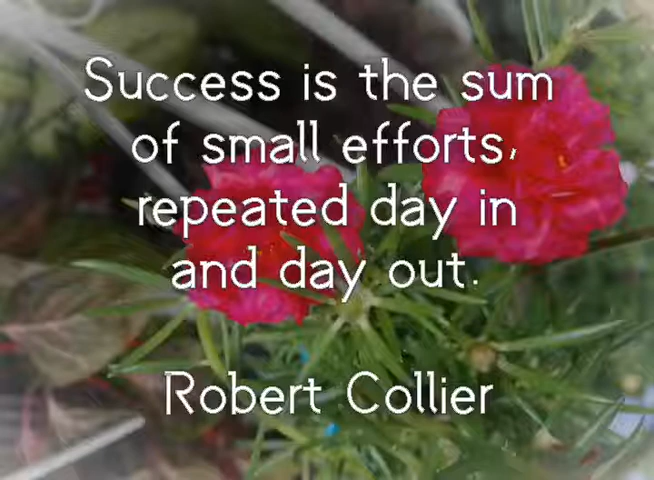 Success is the sum
of small efforts,
repeated day in
and day out.
Robert Collier